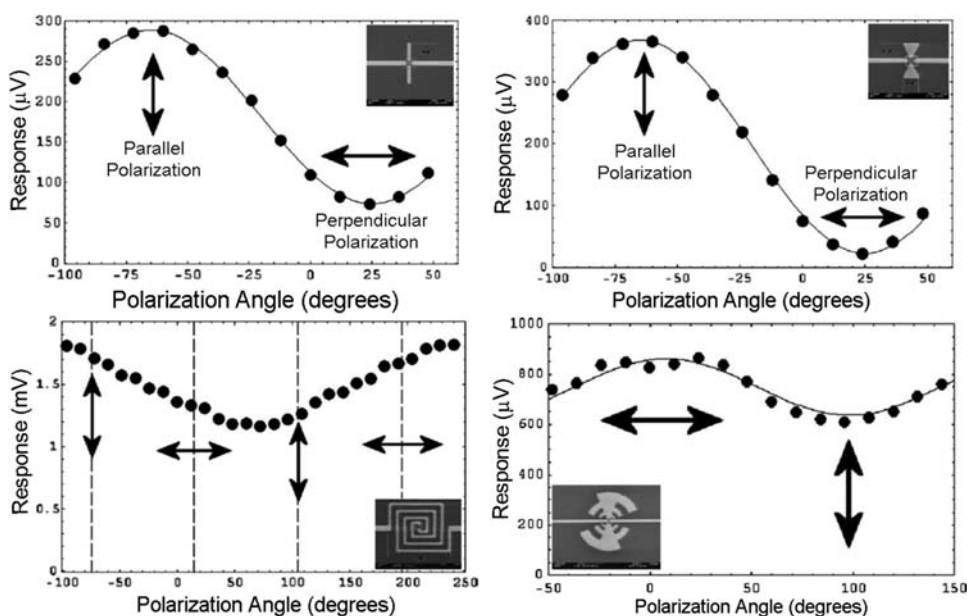 300
250
200
150
100
50
0
Response (µV)
Parallel
Polarization
Perpendicular
Polarization
-100 -75 -50 -25 0 25 50
Polarization Angle (degrees)
400
300
200
100
0
Response (µV)
Parallel
Polarization
Perpendicular
Polarization
-100 -75 -50 -25 0 25 50
Polarization Angle (degrees)
2
1.5
1
0.5
0
Response (mV)
-100 -50 0 50 100 150 200 240
Polarization Angle (degrees)
1000
800
600
400
200
0
Response (µV)
-50 0 50 100 150
Polarization Angle (degrees)